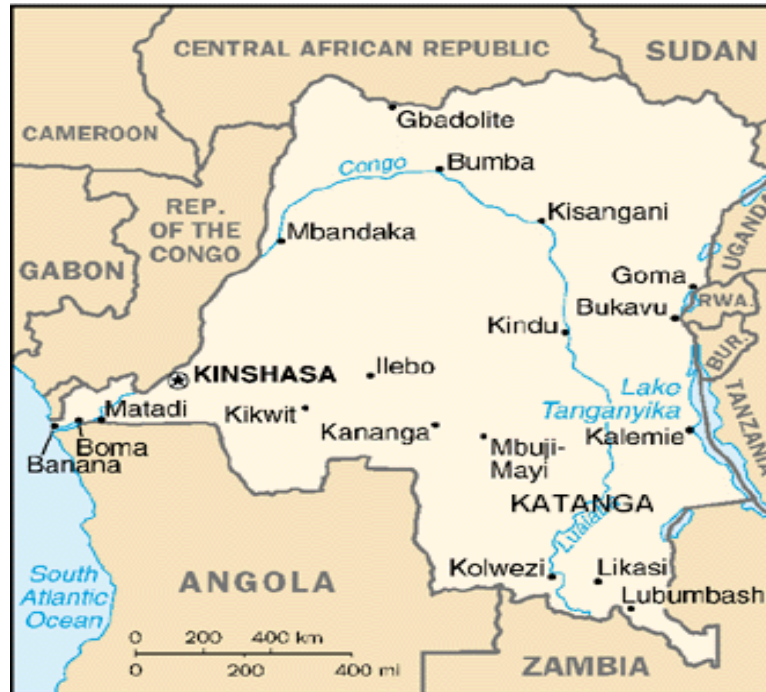 CENTRAL AFRICAN REPUBLIC
SUDAN
CAMEROON
Gbadolite
Congo
Bumba
REP.
OF THE
CONGO
Kisangani
Mbandaka
UGANDA
GABON
Goma
RWA.
Bukavu
Kindu
BUR.
KINSHASA
Ilebo
Lake
Tanganyika
TANZANIA
Matadi
Kikwit
Boma
Banana
Kananga
Kalemie
Mbuji-
Mayi
KATANGA
Kolwezi
Likasi
Lubumbash
South
Atlantic
Ocean
ANGOLA
0 200 400 km
0 200 400 mi
ZAMBIA